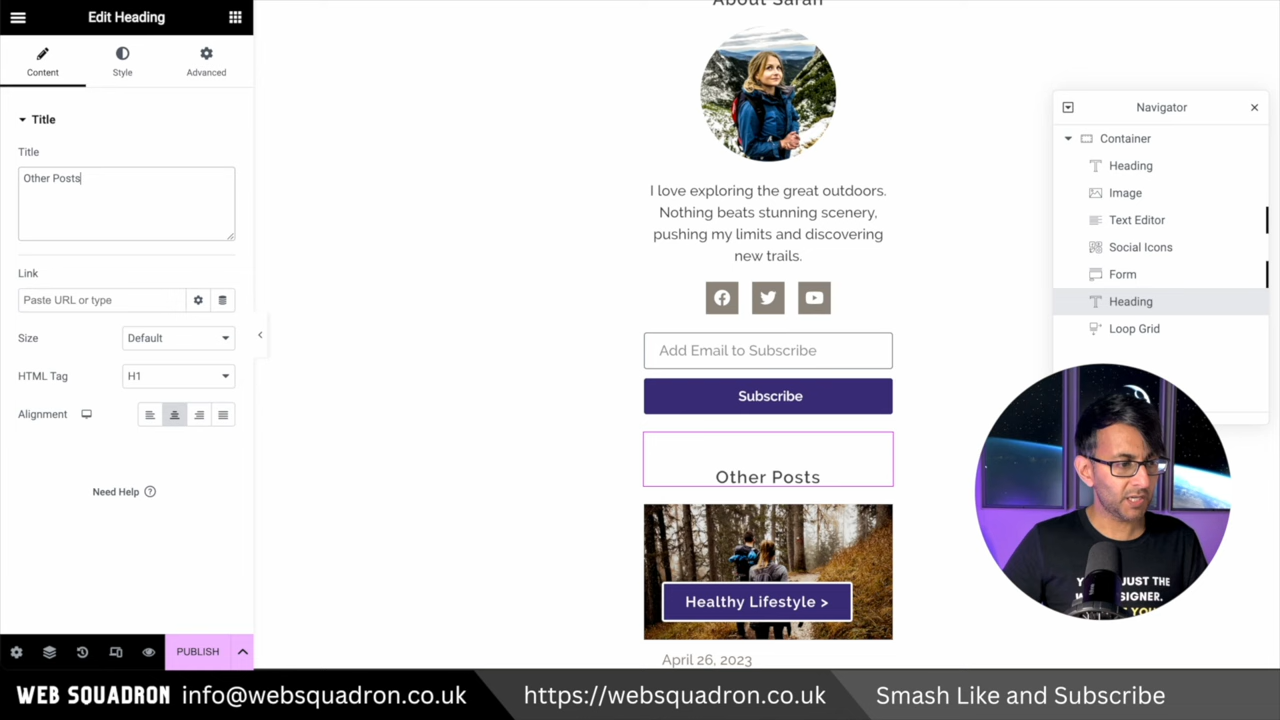 Edit Heading
Content
Style
Advanced
Title
Title
Other Posts
Link
Paste URL or type
Size
Default
HTML Tag
H1
Alignment
Need Help
PUBLISH
About Sarah
I love exploring the great outdoors.
Nothing beats stunning scenery,
pushing my limits and discovering
new trails.
Add Email to Subscribe
Subscribe
Other Posts
Healthy Lifestyle >
April 26, 2023
Navigator
Container
Heading
Image
Text Editor
Social Icons
Form
Heading
Loop Grid
WEB SQUADRON info@websquadron.co.uk
https://websquadron.co.uk
Smash Like and Subscribe